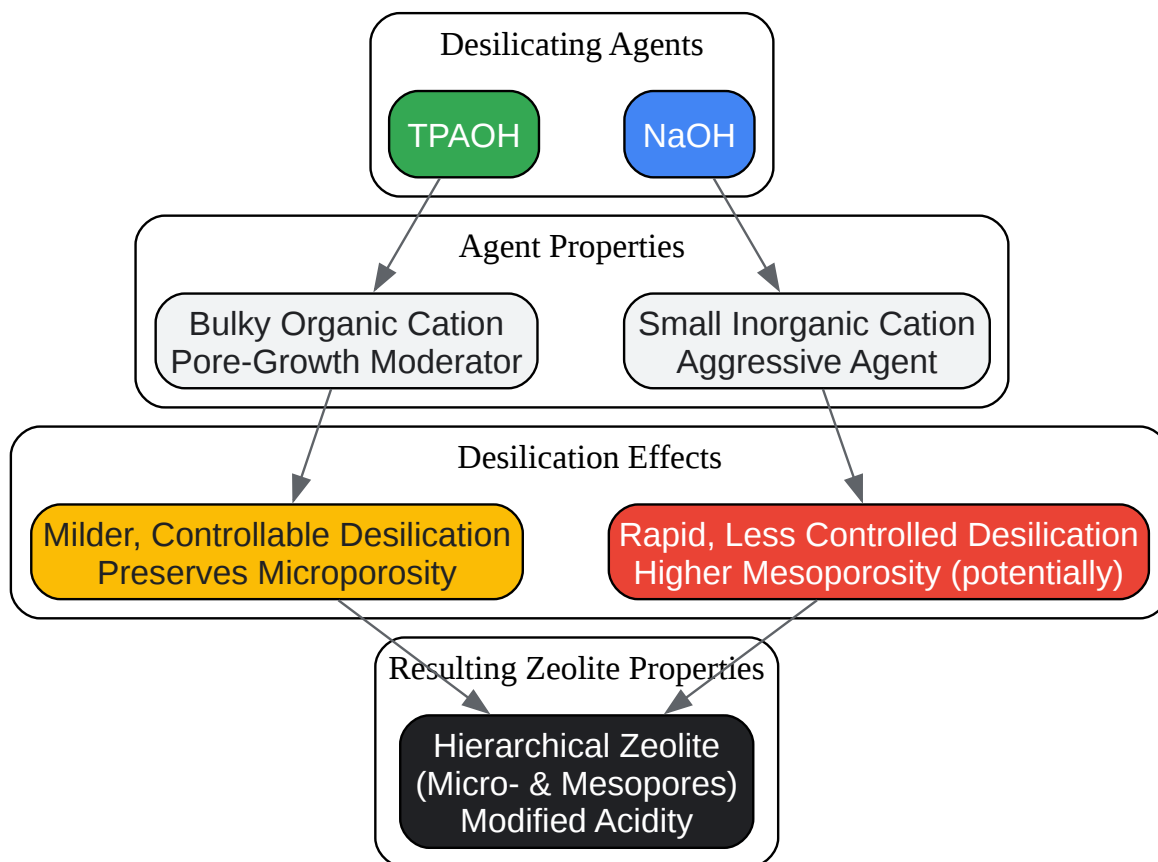 Desilicating Agents
TPAOH
NaOH
Agent Properties
Bulky Organic Cation
Pore-Growth Moderator
Small Inorganic Cation
Aggressive Agent
Desilication Effects
Milder, Controllable Desilication
Preserves Microporosity
Rapid, Less Controlled Desilication
Higher Mesoporosity (potentially)
Resulting Zeolite Properties
Hierarchical Zeolite
(Micro- & Mesopores)
Modified Acidity